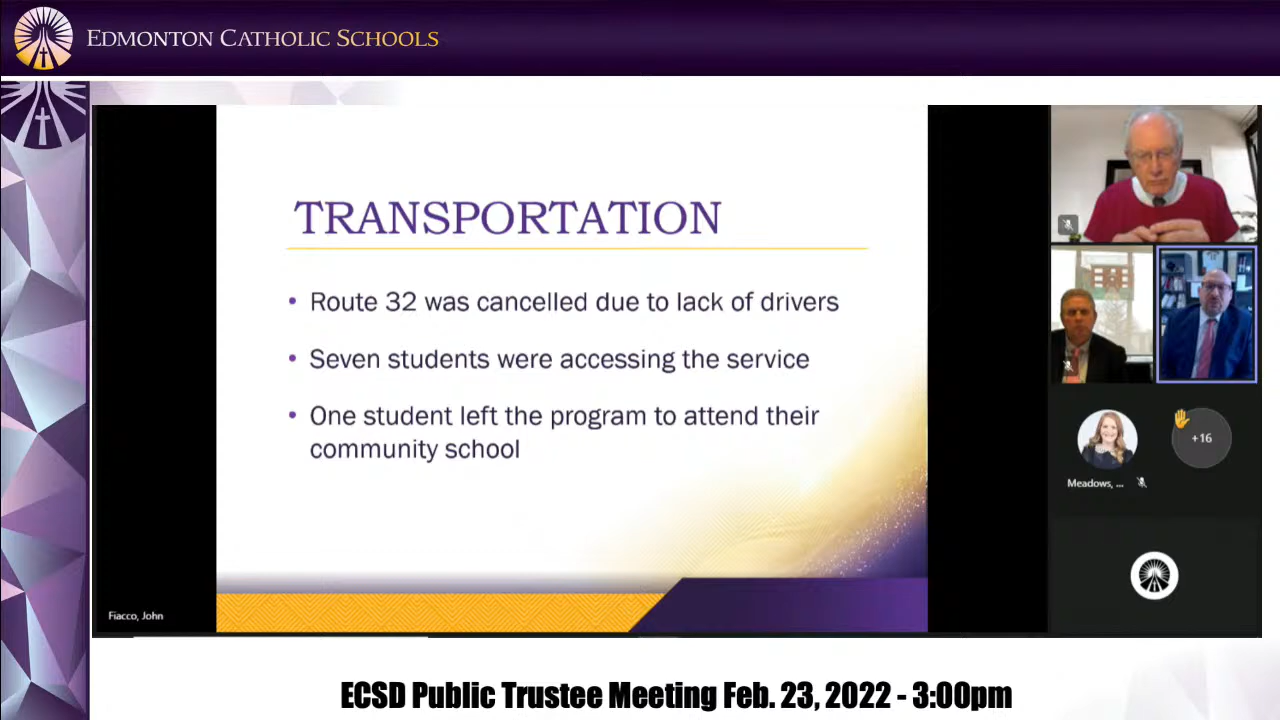 EDMONTON CATHOLIC SCHOOLS
TRANSPORTATION
• Route 32 was cancelled due to lack of drivers
• Seven students were accessing the service
• One student left the program to attend their
community school
+16
Meadows, ...
Fiacco, John
ECSD Public Trustee Meeting Feb. 23, 2022 - 3:00pm